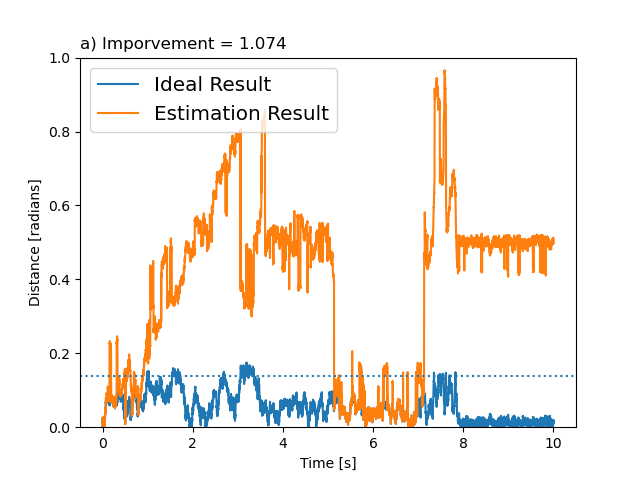 a) Imporvement = 1.074
Ideal Result
Estimation Result
1.0
0.8
0.6
0.4
0.2
0.0
Distance [radians]
0
2
4
6
8
10
Time [s]